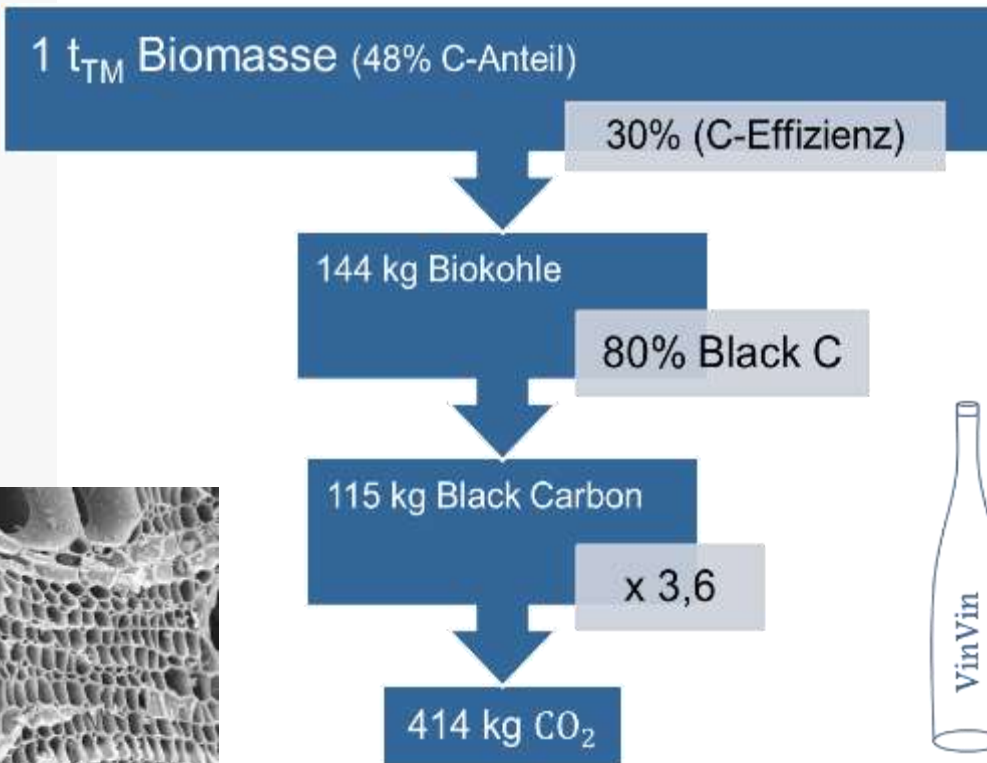 1 t_TM Biomasse (48% C-Anteil)
30% (C-Effizienz)
144 kg Biokohle
80% Black C
115 kg Black Carbon
x 3,6
414 kg CO₂
VinVin